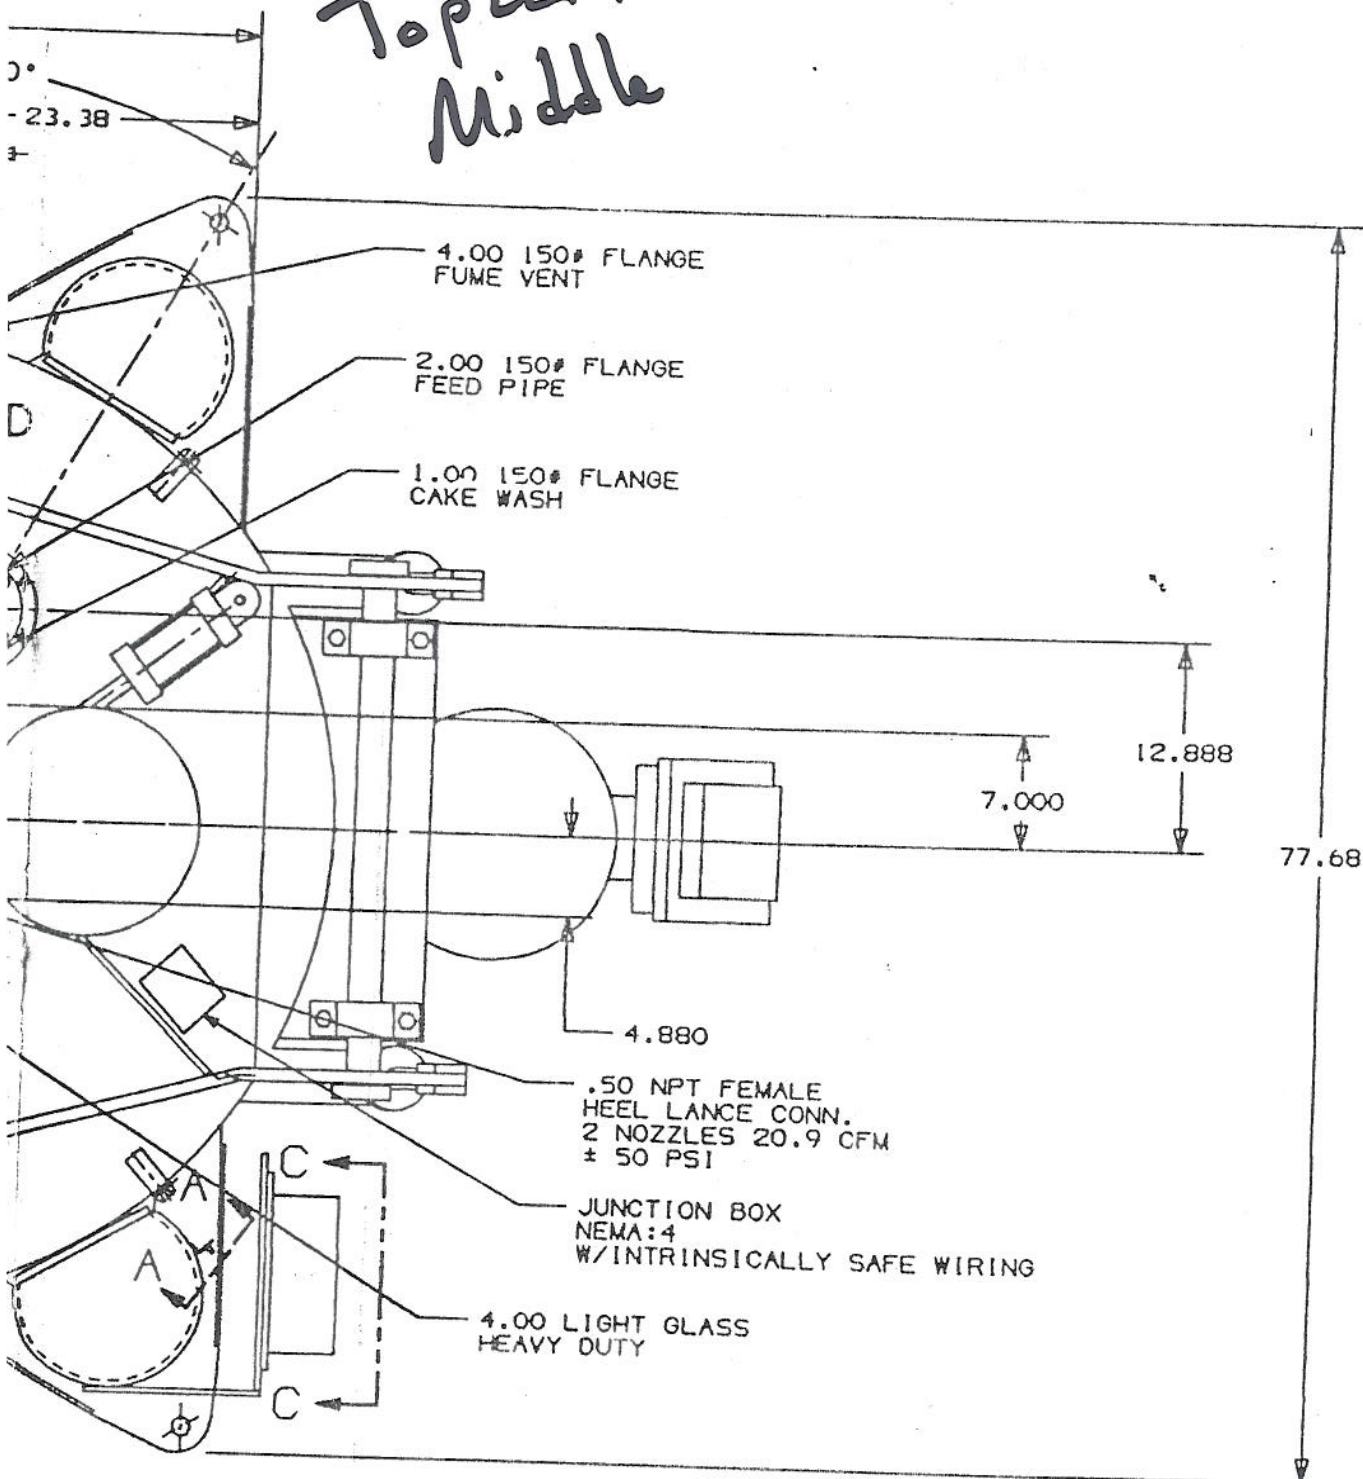 Middle
0°
23.38
4.00 150# FLANGE
FUME VENT
2.00 150# FLANGE
FEED PIPE
D
1.00 150# FLANGE
CAKE WASH
12.888
7.000
77.68
4.880
.50 NPT FEMALE
HEEL LANCE CONN.
2 NOZZLES 20.9 CFM
± 50 PSI
C
A
JUNCTION BOX
NEMA:4
W/INTRINSICALLY SAFE WIRING
A
4.00 LIGHT GLASS
HEAVY DUTY
C